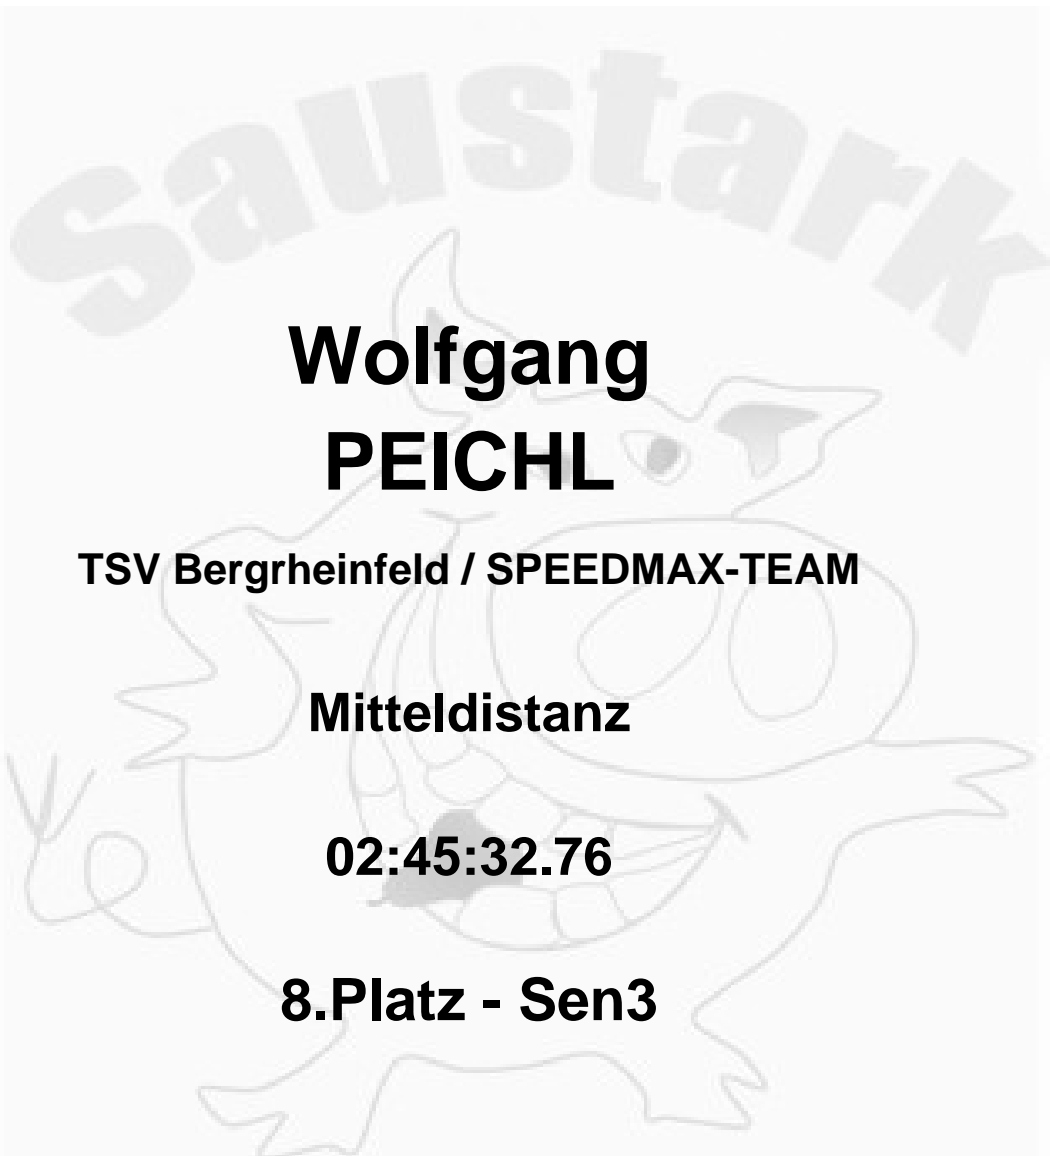 Saustark
Wolfgang
PEICHL
TSV Bergrheinfeld / SPEEDMAX-TEAM
Mitteldistanz
02:45:32.76
8.Platz - Sen3